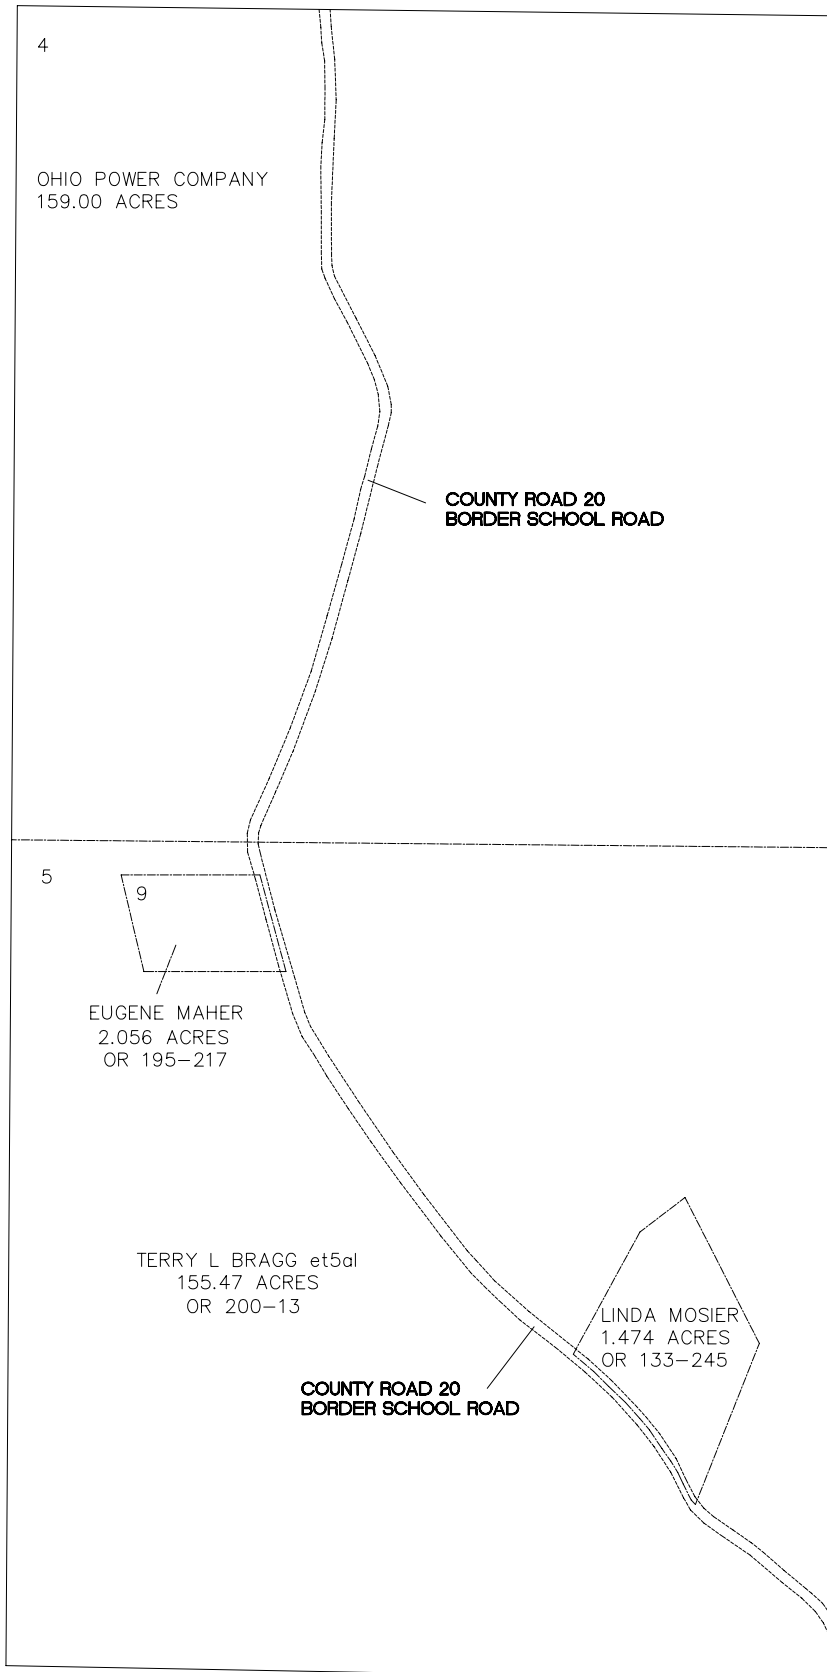 4
OHIO POWER COMPANY
159.00 ACRES
COUNTY ROAD 20
BORDER SCHOOL ROAD
5
9
EUGENE MAHER
2.056 ACRES
OR 195-217
TERRY L BRAGG et5al
155.47 ACRES
OR 200-13
LINDA MOSIER
1.474 ACRES
OR 133-245
COUNTY ROAD 20
BORDER SCHOOL ROAD